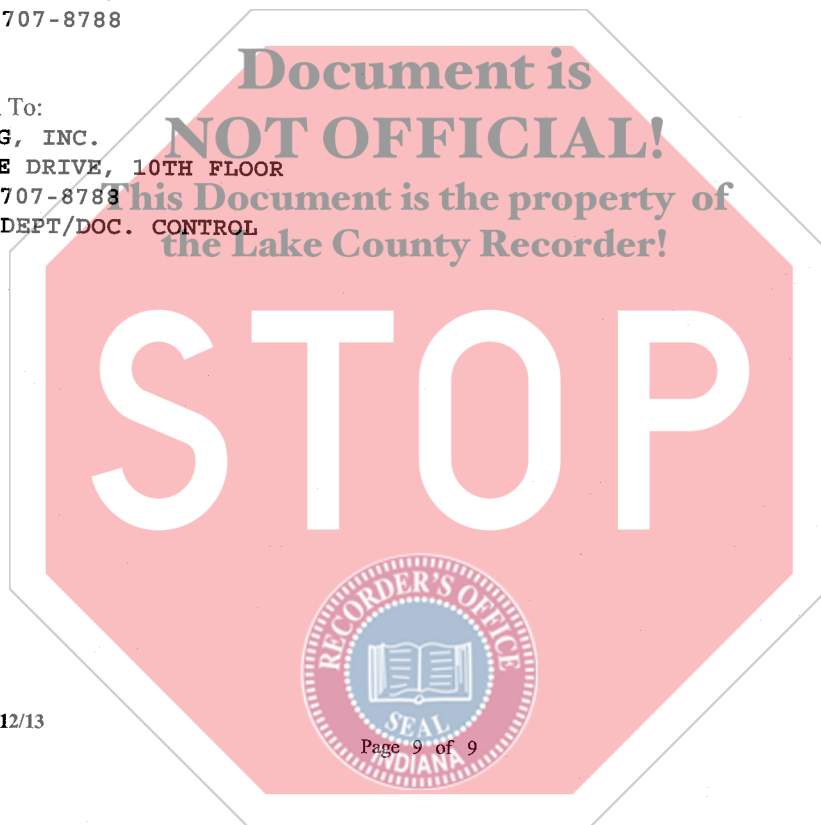 707-8788
Document is
NOT OFFICIAL!
To:
G, INC.
E DRIVE, 10TH FLOOR
707-8788
This Document is the property of
DEPT/DOC. CONTROL
the Lake County Recorder!
STOP
RECORDER'S OFFICE
SEAL
INDIANA
12/13
Page 9 of 9